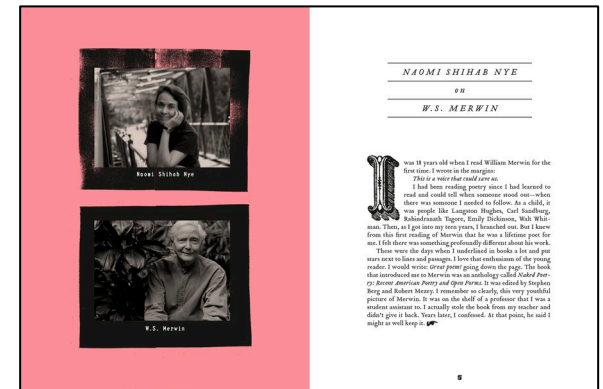 Naomi Shihab Nye
W.S. Merwin
NAOMI SHIHAB NYE
on
W.S. MERWIN
I was 18 years old when I read William Merwin for the
first time. I wrote in the margins:
This is a voice that could save us.
I had been reading poetry since I had learned to
read and could tell when someone stood out—when
there was someone I needed to follow. As a child, it
was people like Langston Hughes, Carl Sandburg,
Rabindranath Tagore, Emily Dickinson, Walt Whit-
man. Then, as I got into my teen years, I branched out. But I knew
from this first reading of Merwin that he was a lifetime poet for
me. I felt there was something profoundly different about his work.
These were the days when I underlined in books a lot and put
stars next to lines and passages. I love that enthusiasm of the young
reader. I would write: Great poem! going down the page. The book
that introduced me to Merwin was an anthology called Naked Poet-
ry: Recent American Poetry and Open Forms. It was edited by Stephen
Berg and Robert Mezey. I remember so clearly, this very youthful
picture of Merwin. It was on the shelf of a professor that I was a
student assistant to. I actually stole the book from my teacher and
didn't give it back. Years later, I confessed. At that point, he said I
might as well keep it.
5